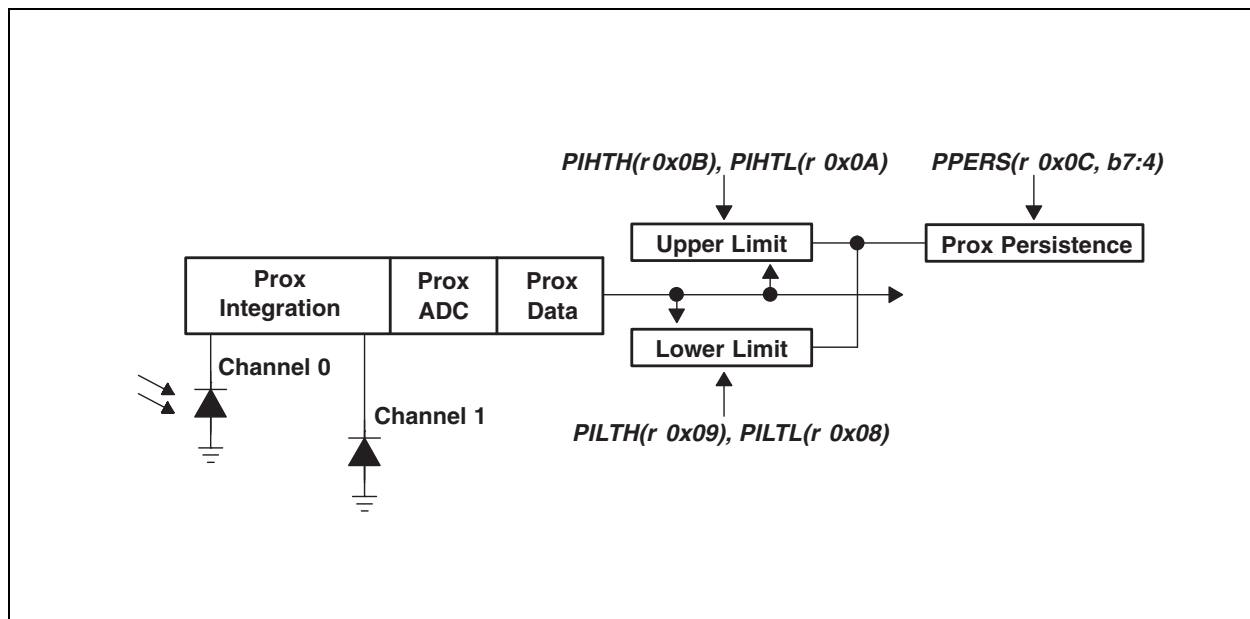 PIHTH(r 0x0B), PIHTL(r 0x0A)
PPERS(r 0x0C, b7:4)
Upper Limit
Prox Persistence
Prox
Integration
Prox
ADC
Prox
Data
Lower Limit
Channel 0
Channel 1
PILTH(r 0x09), PILTL(r 0x08)